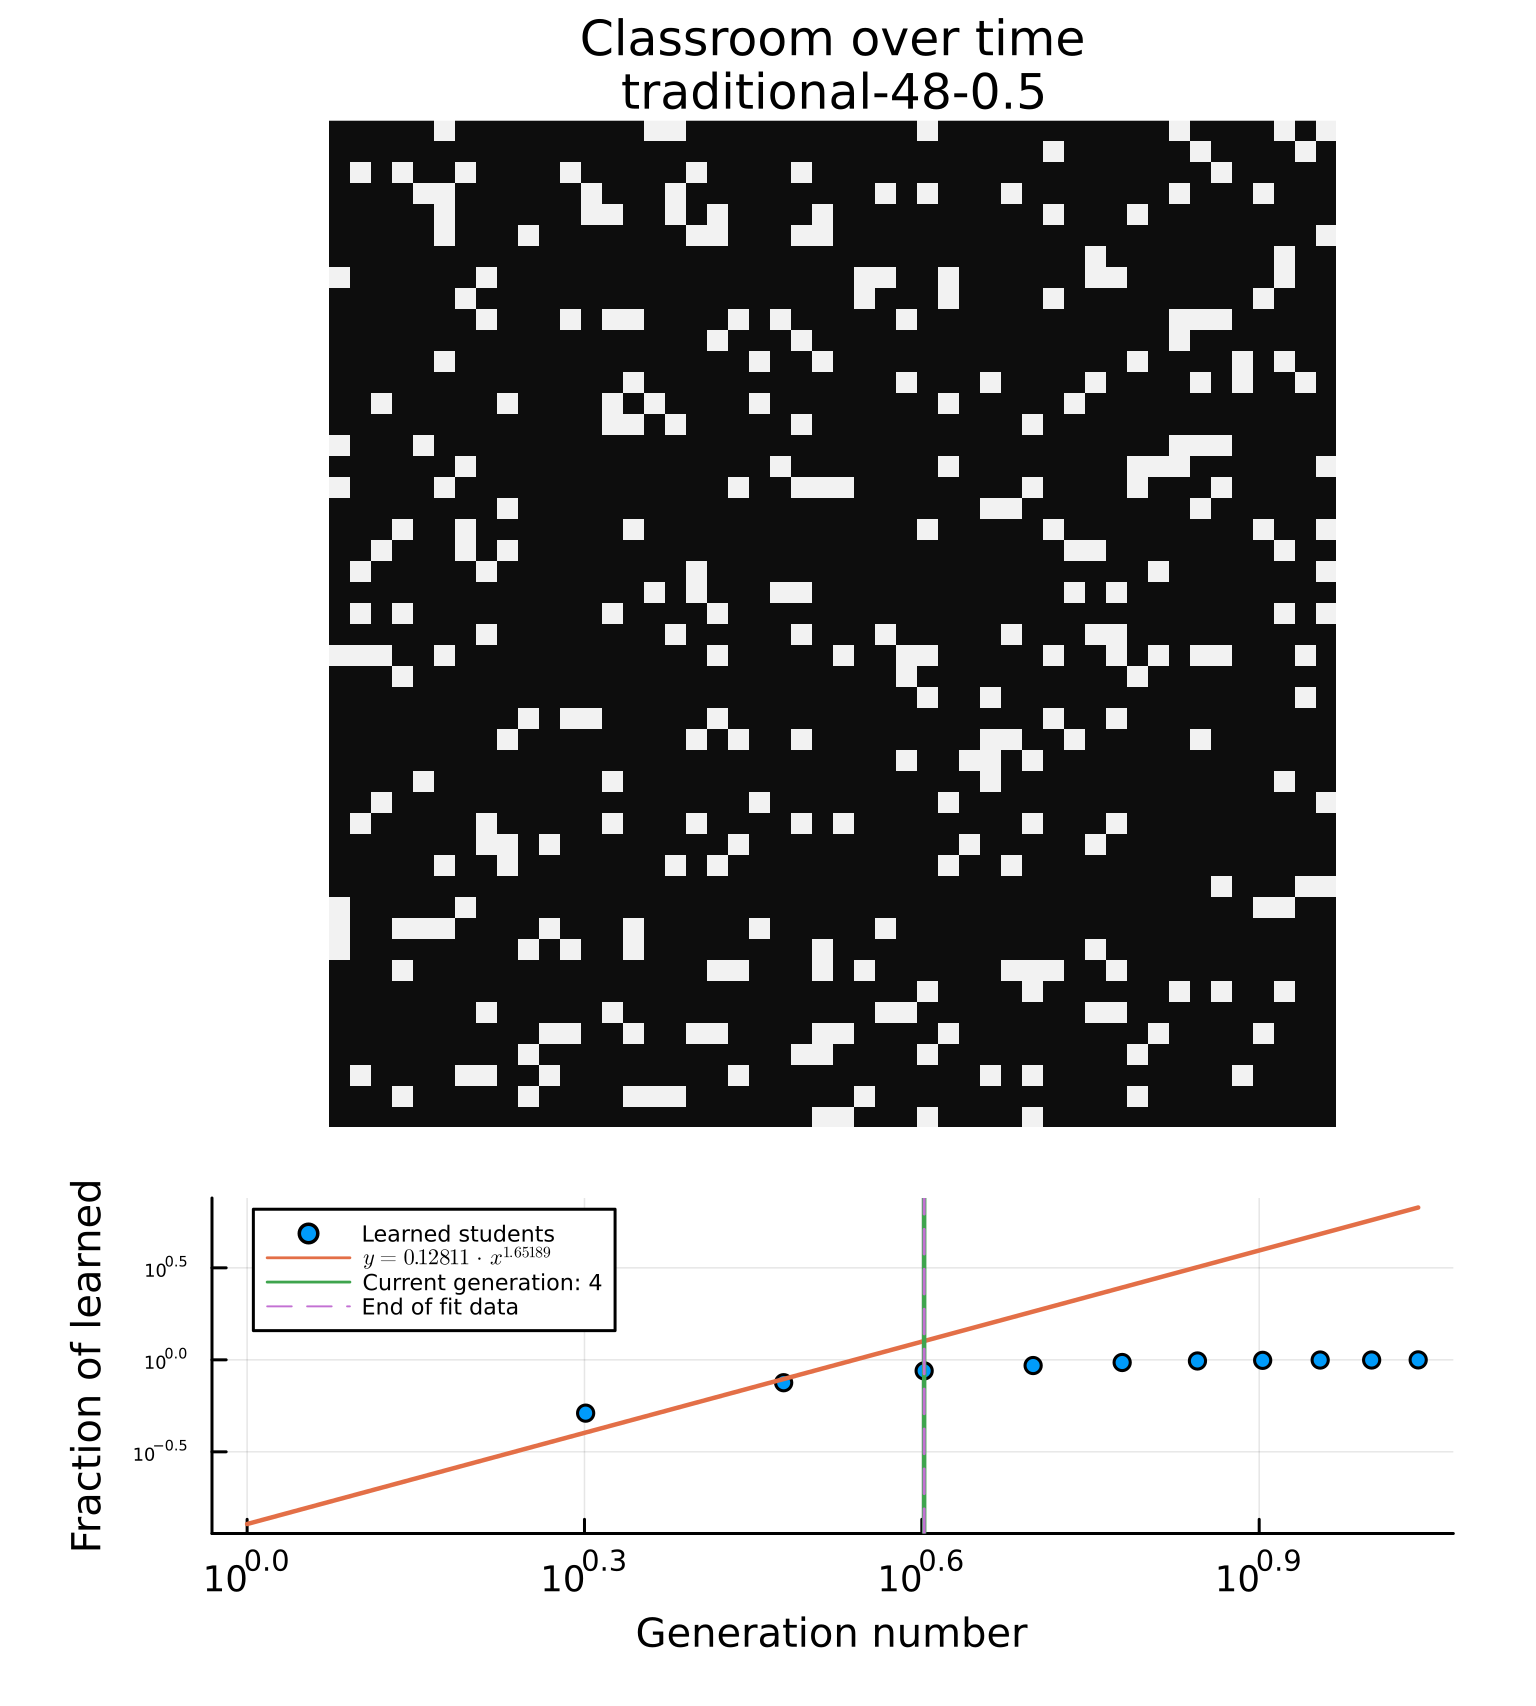 Classroom over time
traditional-48-0.5
Fraction of learned
Learned students
y = 0.12811 · x^1.65189
Current generation: 4
End of fit data
10^0.5
10^0.0
10^−0.5
10^0.0 10^0.3 10^0.6 10^0.9
Generation number